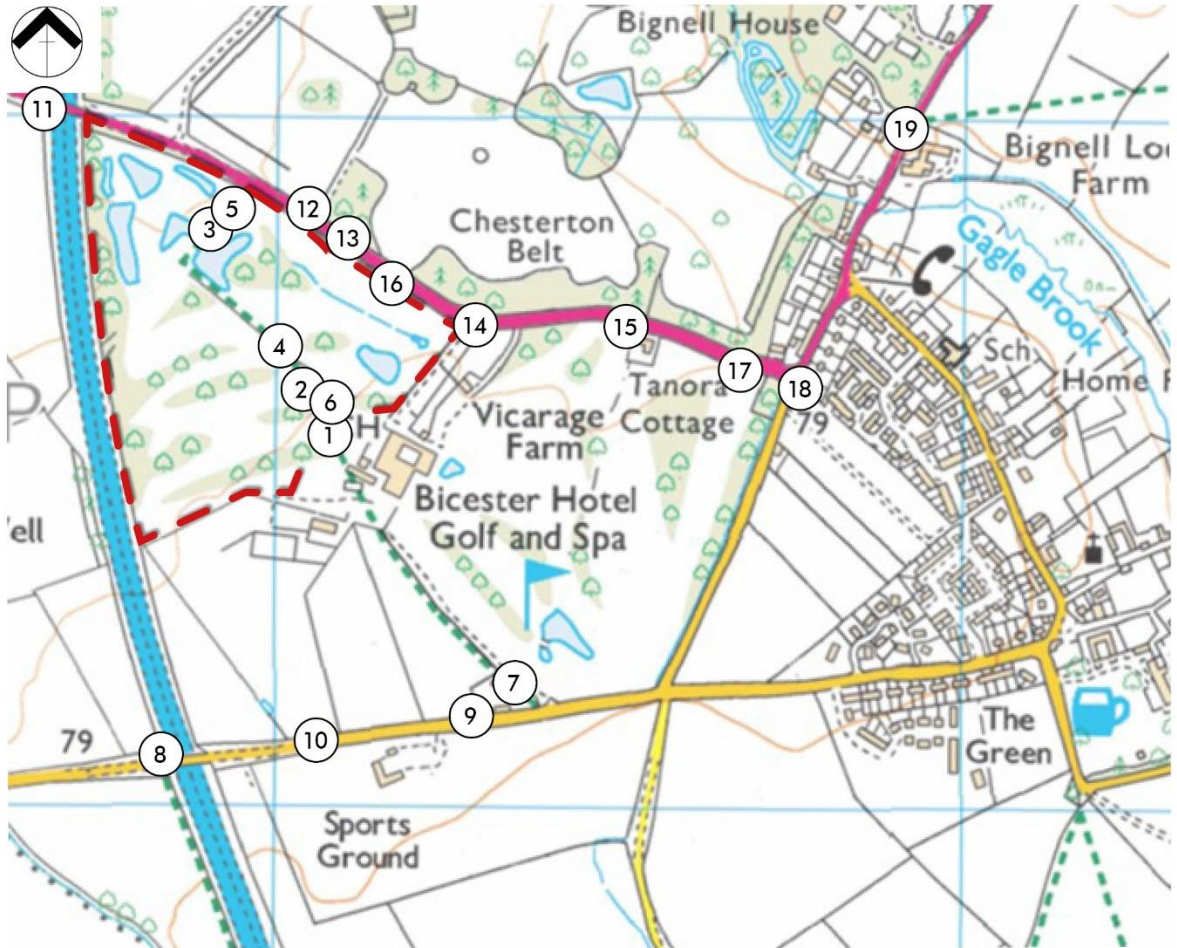 Bignell House
11
19
Bignell
Farm
12
5
3
13
Chesterton
Belt
Gagle Brook
16
14
15
4
Sch
17
18
Home
Tanora
Cottage
79
2
6
1
H
Vicarage
Farm
Bicester Hotel
Golf and Spa
ell
7
9
10
8
79
The
Green
Sports
Ground